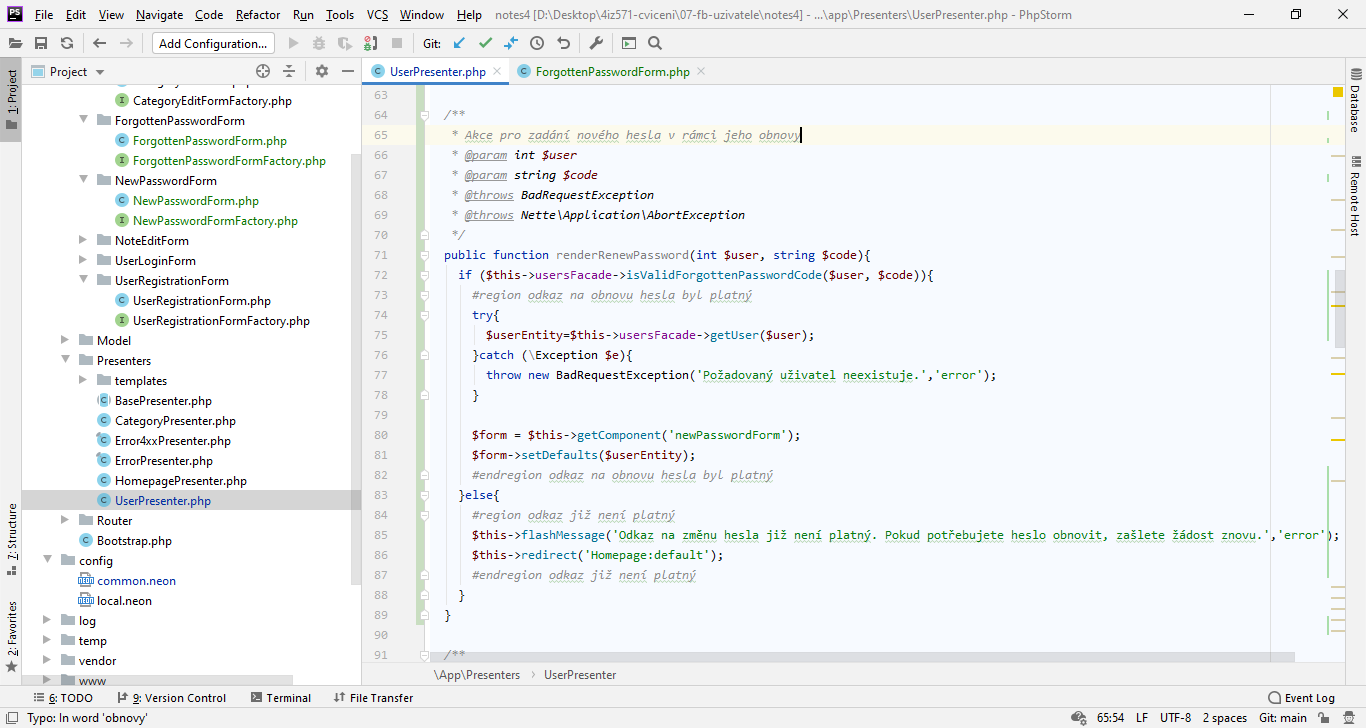 File Edit View Navigate Code Refactor Run Tools VCS Window Help notes4 [D:\Desktop\4iz571-cviceni\07-fb-uzivatele\notes4] - ...\app\Presenters\UserPresenter.php - PhpStorm
Add Configuration... Git:
Project
UserPresenter.php
ForgottenPasswordForm.php
1: Project
7: Structure
2: Favorites
CategoryEditFormFactory.php
ForgottenPasswordForm
ForgottenPasswordForm.php
ForgottenPasswordFormFactory.php
NewPasswordForm
NewPasswordForm.php
NewPasswordFormFactory.php
NoteEditForm
UserLoginForm
UserRegistrationForm
UserRegistrationForm.php
UserRegistrationFormFactory.php
Model
Presenters
templates
BasePresenter.php
CategoryPresenter.php
Error4xxPresenter.php
ErrorPresenter.php
HomepagePresenter.php
UserPresenter.php
Router
Bootstrap.php
config
common.neon
local.neon
log
temp
vendor
www
63
64 /**
65 * Akce pro zadání nového hesla v rámci jeho obnovy
66 * @param int $user
67 * @param string $code
68 * @throws BadRequestException
69 * @throws Nette\Application\AbortException
70 */
71 public function renderRenewPassword(int $user, string $code){
72 if ($this->usersFacade->isValidForgottenPasswordCode($user, $code)){
73 #region odkaz na obnovu hesla byl platný
74 try{
75 $userEntity=$this->usersFacade->getUser($user);
76 }catch (\Exception $e){
77 throw new BadRequestException('Požadovaný uživatel neexistuje.','error');
78 }
79
80 $form = $this->getComponent('newPasswordForm');
81 $form->setDefaults($userEntity);
82 #endregion odkaz na obnovu hesla byl platný
83 }else{
84 #region odkaz již není platný
85 $this->flashMessage('Odkaz na změnu hesla již není platný. Pokud potřebujete heslo obnovit, zašlete žádost znovu.','error');
86 $this->redirect('Homepage:default');
87 #endregion odkaz již není platný
88 }
89 }
90
91 /**
Database
Remote Host
\App\Presenters UserPresenter
6: TODO 9: Version Control Terminal File Transfer Event Log
Typo: In word 'obnovy' 65:54 LF UTF-8 2 spaces Git: main